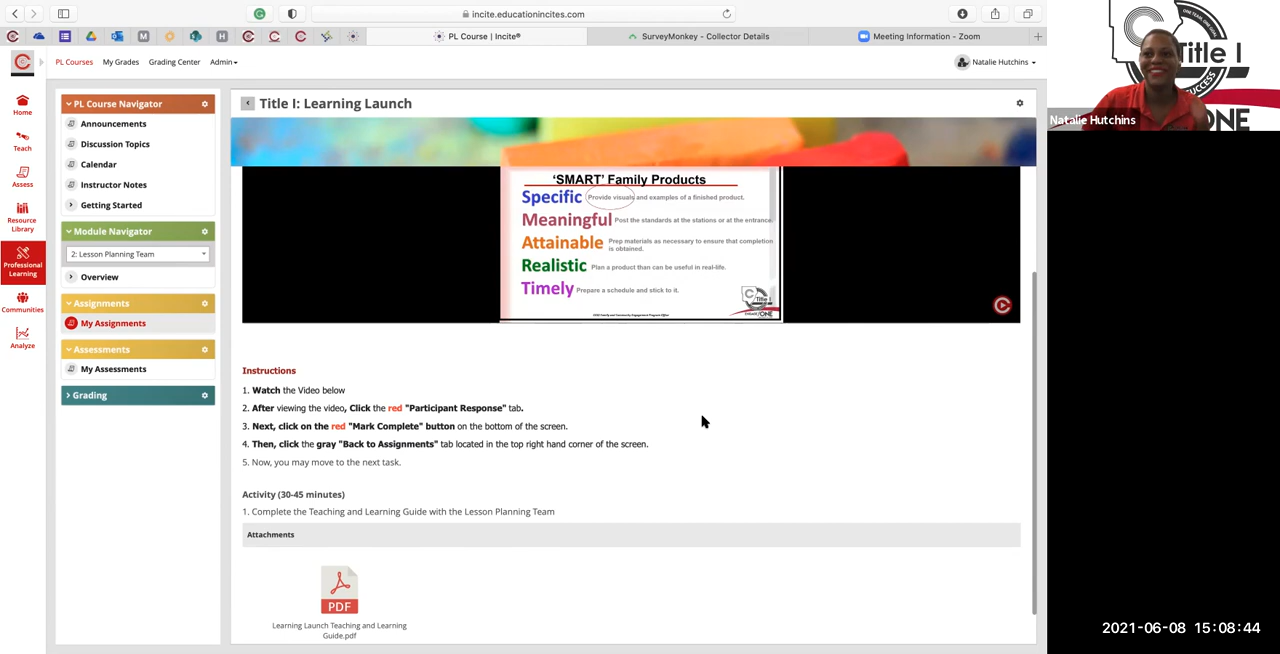 incite.educationincites.com
PL Course | Incite®
SurveyMonkey - Collector Details
Meeting Information - Zoom
PL Courses My Grades Grading Center Admin
Natalie Hutchins
Home
Teach
Assess
Resource
Library
Professional
Learning
Communities
Analyze
PL Course Navigator
Announcements
Discussion Topics
Calendar
Instructor Notes
Getting Started
Module Navigator
2: Lesson Planning Team
Overview
Assignments
My Assignments
Assessments
My Assessments
Grading
Title I: Learning Launch
'SMART' Family Products
Specific Provide visuals and examples of a finished product.
Meaningful Post the standards at the stations or at the entrance.
Attainable Prep materials as necessary to ensure that completion
is obtained.
Realistic Plan a product than can be useful in real-life.
Timely Prepare a schedule and stick to it.
Title I
ONE
Instructions
1. Watch the Video below
2. After viewing the video, Click the red "Participant Response" tab.
3. Next, click on the red "Mark Complete" button on the bottom of the screen.
4. Then, click the gray "Back to Assignments" tab located in the top right hand corner of the screen.
5. Now, you may move to the next task.
Activity (30-45 minutes)
1. Complete the Teaching and Learning Guide with the Lesson Planning Team
Attachments
PDF
Learning Launch Teaching and Learning
Guide.pdf
Title I
SUCCESS
ONE
Natalie Hutchins
2021-06-08 15:08:44